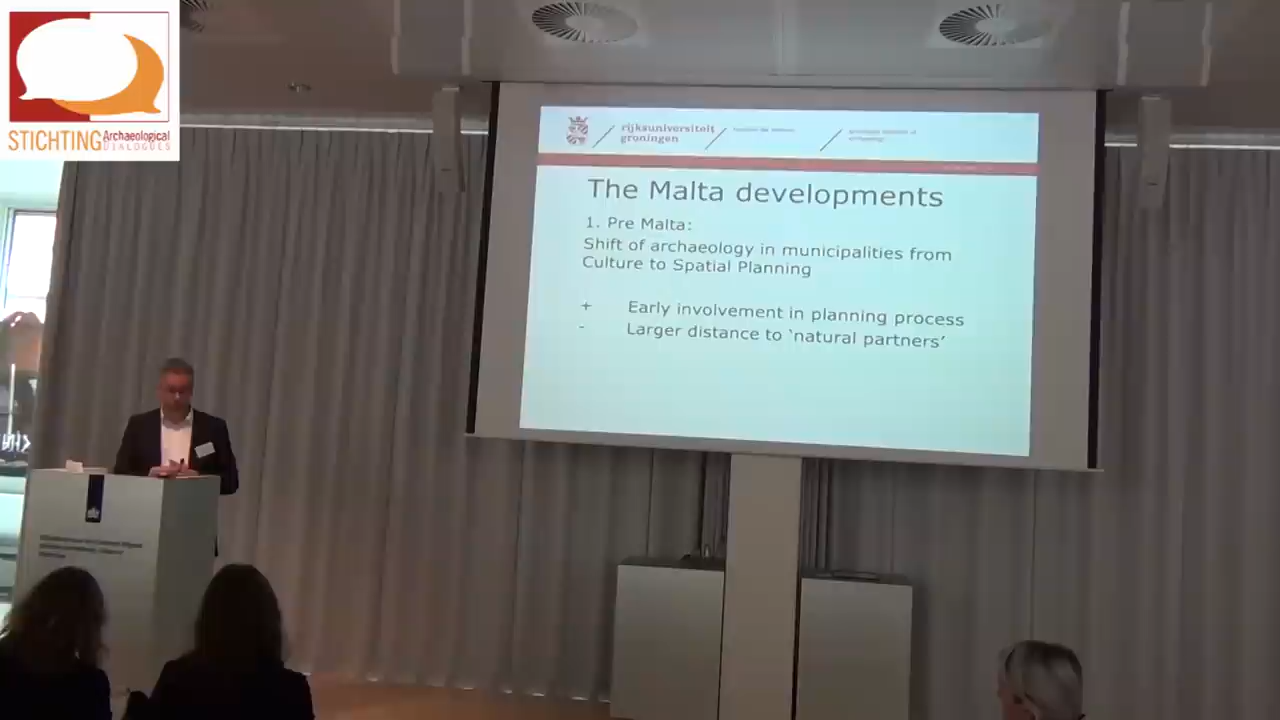 STICHTING Archaeological
DIALOGUES
rijksuniversiteit
groningen
The Malta developments
1. Pre Malta:
Shift of archaeology in municipalities from
Culture to Spatial Planning
+ Early involvement in planning process
- Larger distance to ‘natural partners’